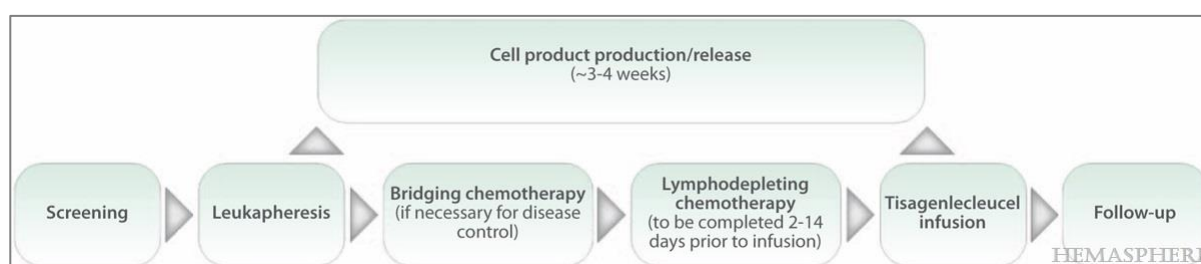 Cell product production/release
(~3-4 weeks)
Screening
Leukapheresis
Bridging chemotherapy
(if necessary for disease
control)
Lymphodepleting
chemotherapy
(to be completed 2-14
days prior to infusion)
Tisagenlecleucel
infusion
Follow-up
HEMASPHERE